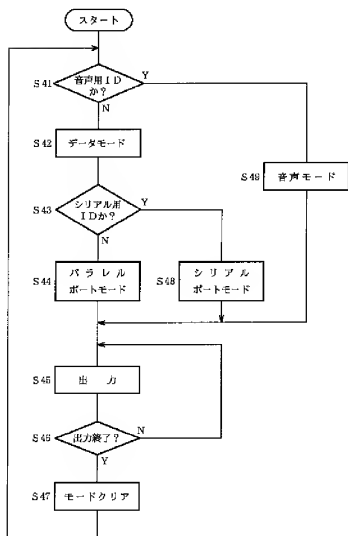 スタート
S41
音声用ID
か?
Y
N
S42
データモード
S49
音声モード
S43
シリアル用
IDか?
Y
N
S44
パラレル
ポートモード
S48
シリアル
ポートモード
S45
出力
S46
出力終了?
N
Y
S47
モードクリア